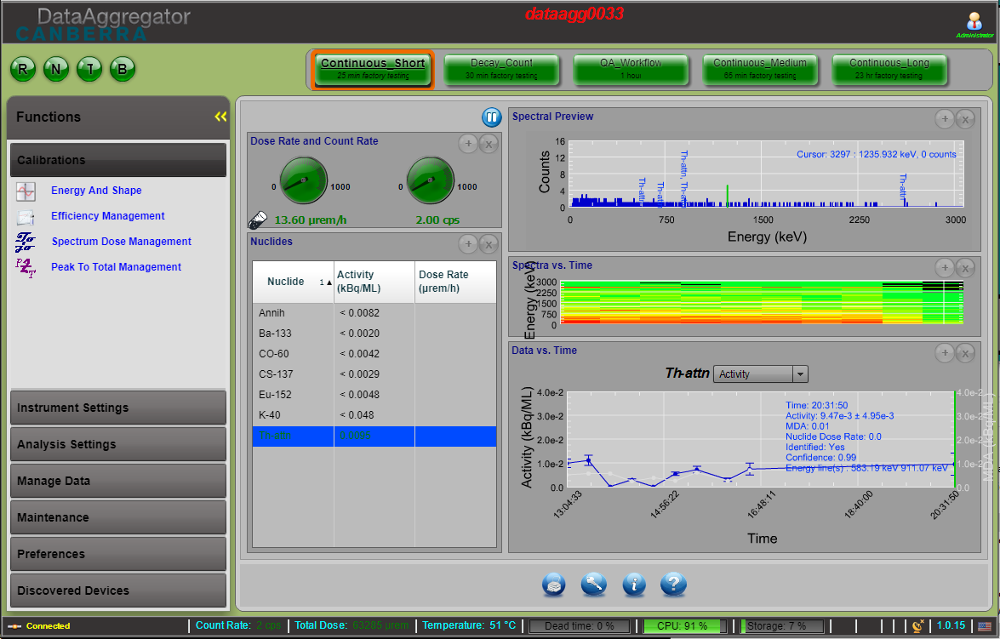 DataAggregator
CANBERRA
dataagg0033
Administrator
R N T B
Continuous_Short
25 min factory testing
Decay_Count
30 min factory testing
QA_Workflow
1 hour
Continuous_Medium
65 min factory testing
Continuous_Long
23 hr factory testing
Functions
Calibrations
Energy And Shape
Efficiency Management
Spectrum Dose Management
Peak To Total Management
Instrument Settings
Analysis Settings
Manage Data
Maintenance
Preferences
Discovered Devices
Dose Rate and Count Rate
0 1000 0 1000
13.60 µrem/h 2.00 cps
Nuclides
Nuclide 1 Activity (kBq/ML) Dose Rate (µrem/h)
Annih < 0.0082
Ba-133 < 0.0020
CO-60 < 0.0042
CS-137 < 0.0029
Eu-152 < 0.0048
K-40 < 0.048
Th-attn 0.0095
Spectral Preview
Cursor: 3297 : 1235.932 keV, 0 counts
Counts
16
12
8
4
0
Th-attn
Th-attn
Th-attn, Th-attn
Th-attn
0 750 1500 2250 3000
Energy (keV)
Spectra vs. Time
Energy (keV)
3000
2250
1500
750
0
Data vs. Time
Th-attn Activity
Activity (kBq/ML)
4.0e-2
3.0e-2
2.0e-2
1.0e-2
0.0
Time: 20:31:50
Activity: 9.47e-3 ± 4.95e-3
MDA: 0.01
Nuclide Dose Rate: 0.0
Identified: Yes
Confidence: 0.99
Energy line(s) : 583.19 keV 911.07 keV
4.0e-2
3.0e-2
2.0e-2
1.0e-2
0.0
MDA (kBq/ML)
13:04:33 14:56:22 16:48:11 18:40:00 20:31:50
Time
Connected
Count Rate: 2 cps
Total Dose: 63285 µrem
Temperature: 51 °C
Dead time: 0 %
CPU: 91 %
Storage: 7 %
1.0.15